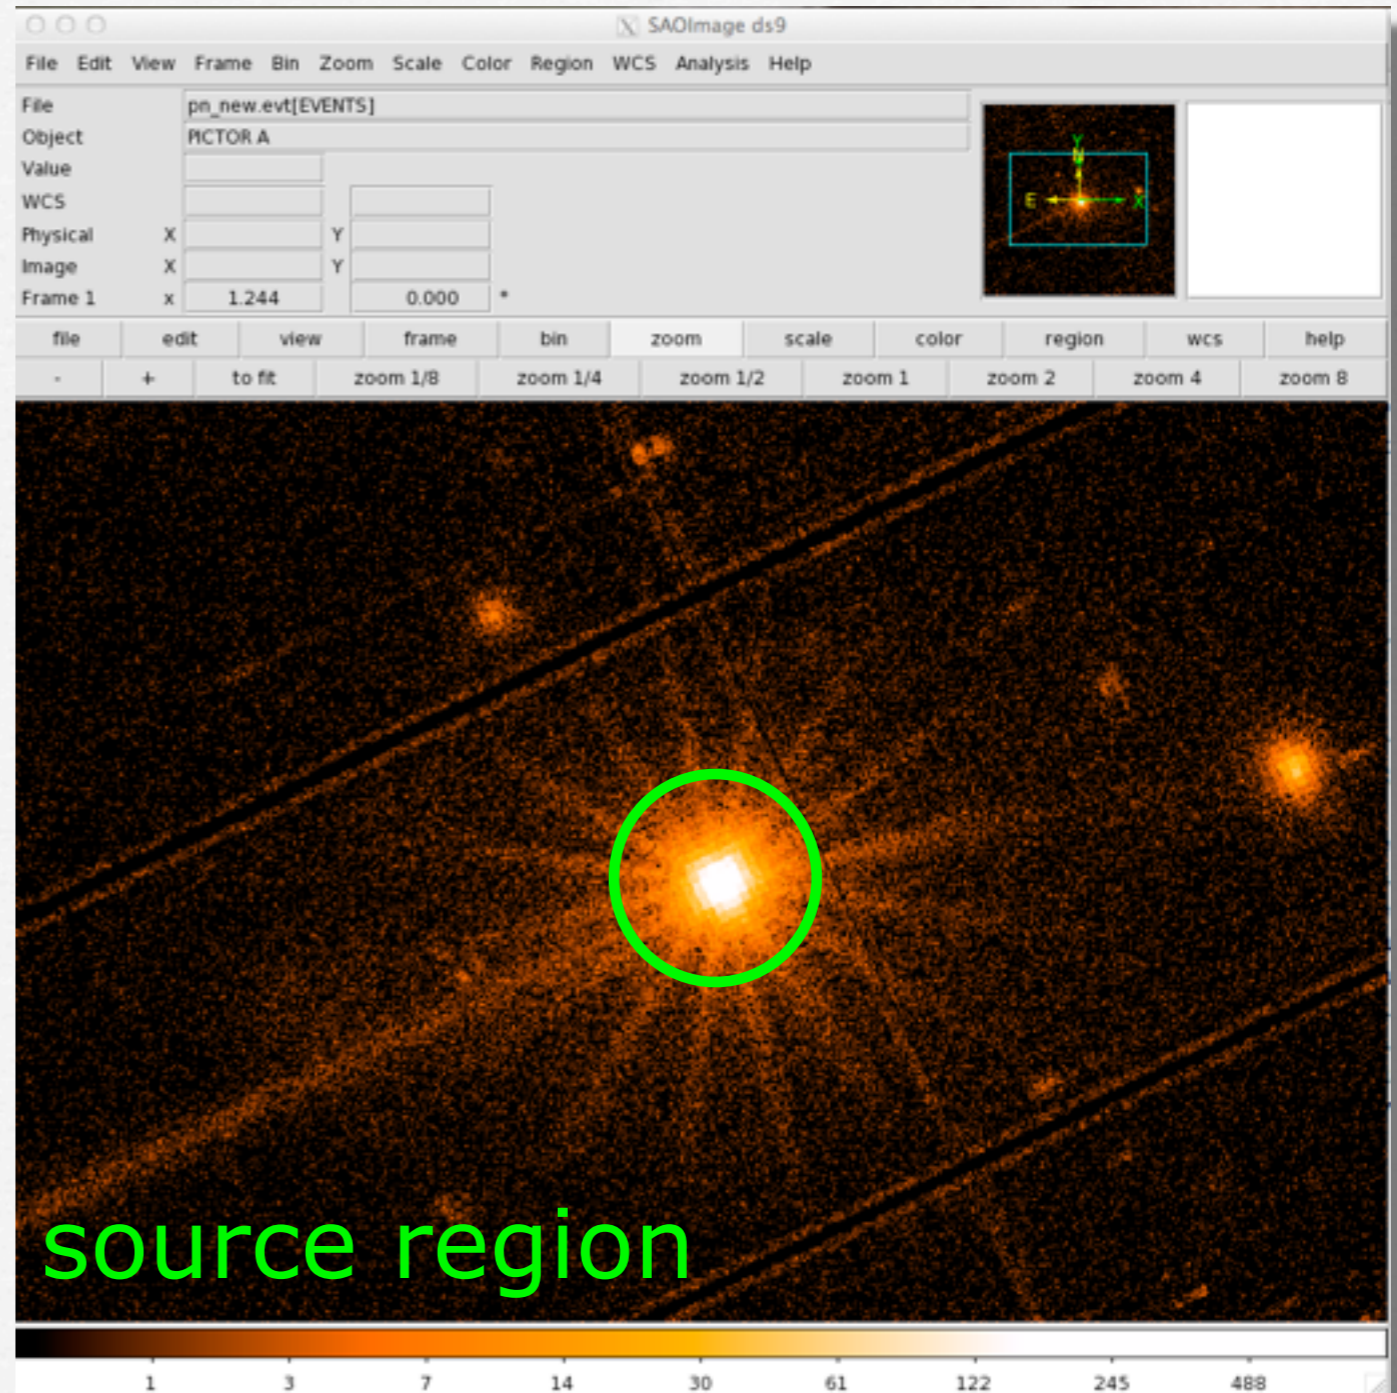 X SAOImage ds9
File Edit View Frame Bin Zoom Scale Color Region WCS Analysis Help
File pn_new.evt[EVENTS]
Object PICTOR A
Value
WCS
Physical X Y
Image X Y
Frame 1 x 1.244 0.000 °
Y
N
E X
file edit view frame bin zoom scale color region wcs help
- + to fit zoom 1/8 zoom 1/4 zoom 1/2 zoom 1 zoom 2 zoom 4 zoom 8
source region
1 3 7 14 30 61 122 245 488